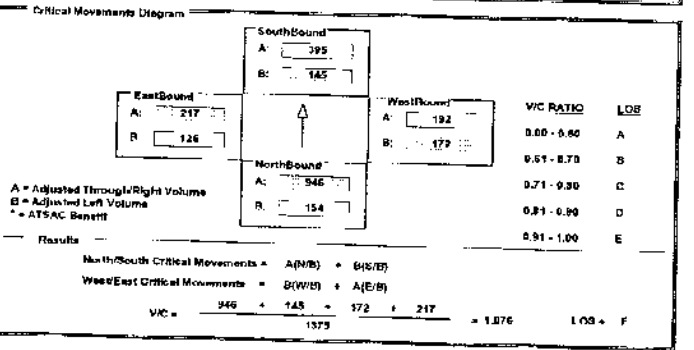 Critical Movements Diagram
SouthBound
A: 395
B: 145
EastBound
A: 217
B: 126
WestBound
A: 192
B: 172
NorthBound
A: 946
B: 154
V/C RATIO LOS
0.00 - 0.60 A
0.61 - 0.70 B
0.71 - 0.80 C
0.81 - 0.90 D
0.91 - 1.00 E
A = Adjusted Through/Right Volume
B = Adjusted Left Volume
* = ATSAC Benefit
Results
North/South Critical Movements = A(N/B) + B(S/B)
West/East Critical Movements = B(W/B) + A(E/B)
V/C = 946 + 145 + 172 + 217
1375
= 1.076 LOS = F